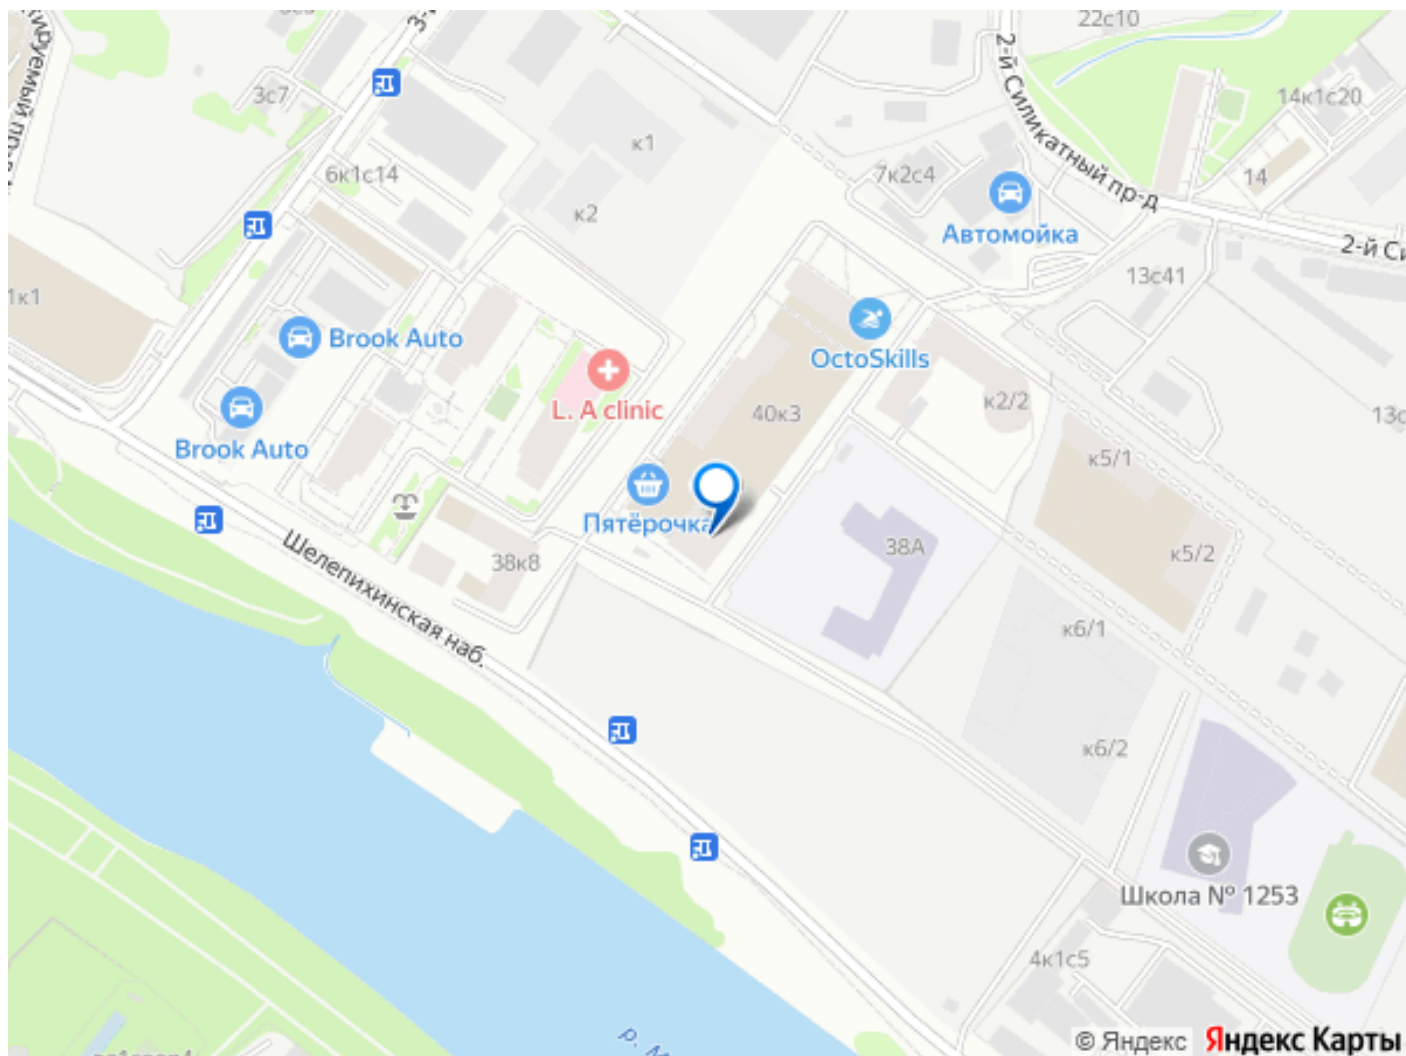 22с10
2-й Силикатный пр-д
3с7
14к1с20
к1
6к1с14
7к2с4
14
к2
Автомойка
2-й Си
13с41
1к1
Brook Auto
OctoSkills
L. A clinic
40к3
к2/2
13с
Brook Auto
к5/1
Пятёрочка
Шелепихинская наб.
38к8
38А
к5/2
к6/1
к6/2
Школа № 1253
4к1с5
р. М
© Яндекс Яндекс Карты